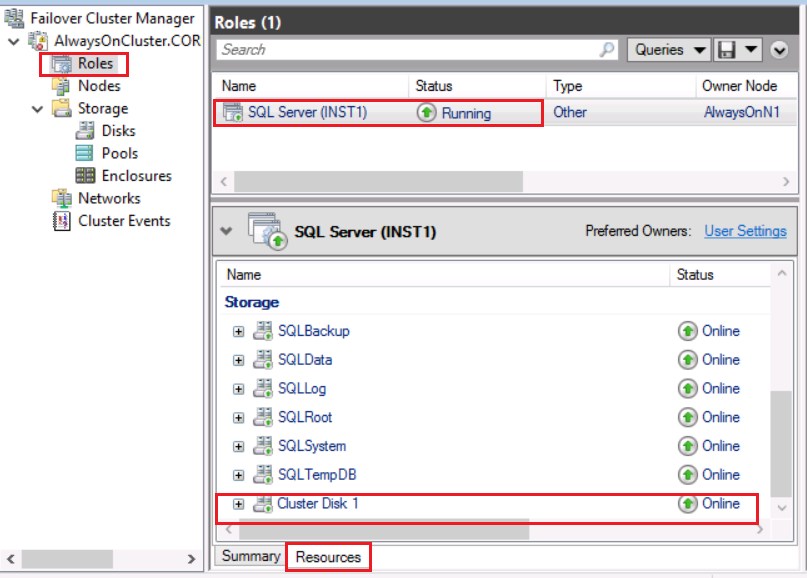 Failover Cluster Manager
AlwaysOnCluster.COR
Roles
Nodes
Storage
Disks
Pools
Enclosures
Networks
Cluster Events
Roles (1)
Search
Queries
Name Status Type Owner Node
SQL Server (INST1) Running Other AlwaysOnN1
SQL Server (INST1) Preferred Owners: User Settings
Name Status
Storage
SQLBackup Online
SQLData Online
SQLLog Online
SQLRoot Online
SQLSystem Online
SQLTempDB Online
Cluster Disk 1 Online
Summary Resources